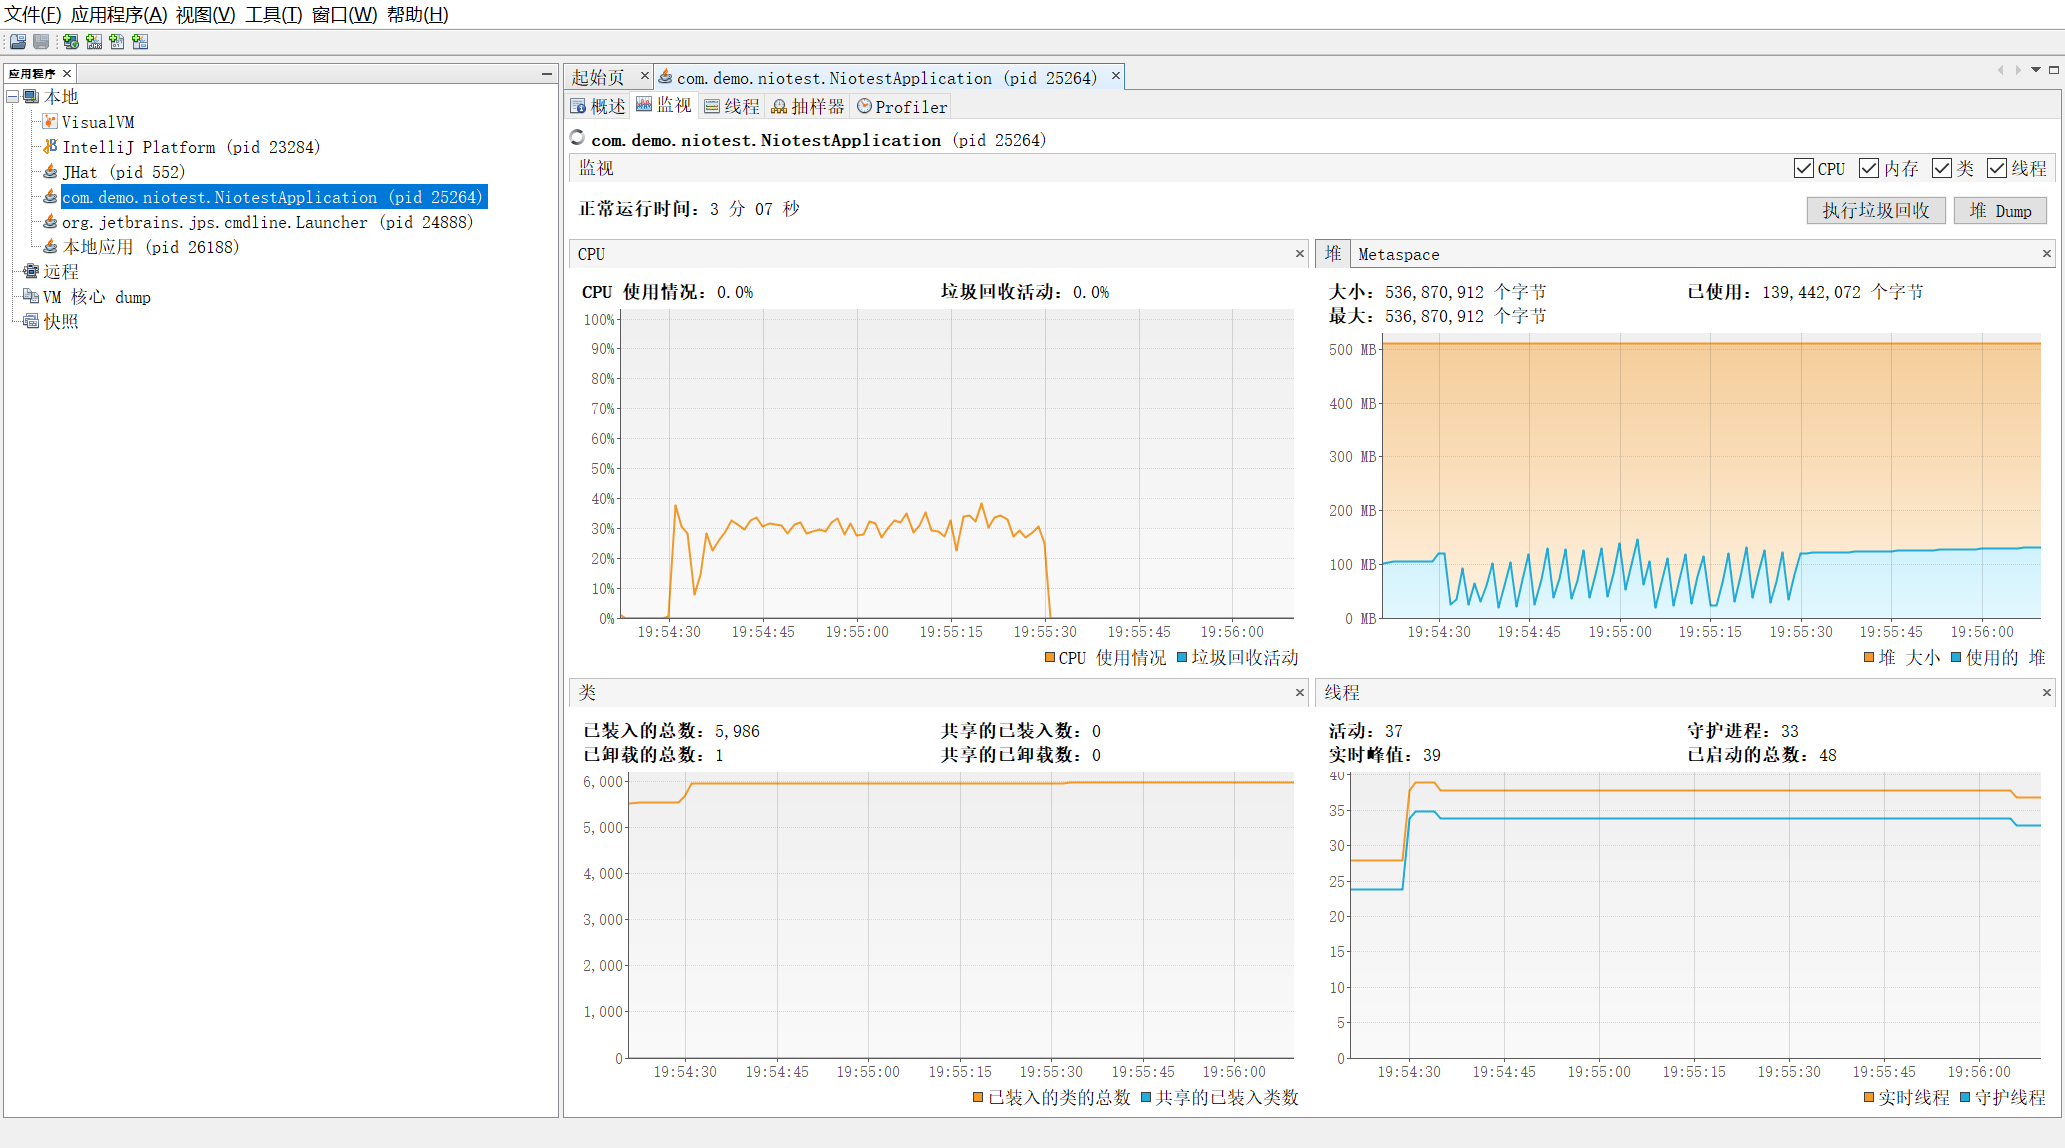 文件(F) 应用程序(A) 视图(V) 工具(T) 窗口(W) 帮助(H)
应用程序
本地
VisualVM
IntelliJ Platform (pid 23284)
JHat (pid 552)
com.demo.niotest.NiotestApplication (pid 25264)
org.jetbrains.jps.cmdline.Launcher (pid 24888)
本地应用 (pid 26188)
远程
VM 核心 dump
快照
起始页 com.demo.niotest.NiotestApplication (pid 25264)
概述 监视 线程 抽样器 Profiler
com.demo.niotest.NiotestApplication (pid 25264)
监视 CPU 内存 类 线程
正常运行时间: 3 分 07 秒 执行垃圾回收 堆 Dump
CPU
CPU 使用情况: 0.0% 垃圾回收活动: 0.0%
100%
90%
80%
70%
60%
50%
40%
30%
20%
10%
0%
19:54:30 19:54:45 19:55:00 19:55:15 19:55:30 19:55:45 19:56:00
CPU 使用情况 垃圾回收活动
堆 Metaspace
大小: 536,870,912 个字节 已使用: 139,442,072 个字节
最大: 536,870,912 个字节
500 MB
400 MB
300 MB
200 MB
100 MB
0 MB
19:54:30 19:54:45 19:55:00 19:55:15 19:55:30 19:55:45 19:56:00
堆 大小 使用的 堆
类
已装入的总数: 5,986 共享的已装入数: 0
已卸载的总数: 1 共享的已卸载数: 0
6,000
5,000
4,000
3,000
2,000
1,000
0
19:54:30 19:54:45 19:55:00 19:55:15 19:55:30 19:55:45 19:56:00
已装入的类的总数 共享的已装入类数
线程
活动: 37 守护进程: 33
实时峰值: 39 已启动的总数: 48
40
35
30
25
20
15
10
5
0
19:54:30 19:54:45 19:55:00 19:55:15 19:55:30 19:55:45 19:56:00
实时线程 守护线程